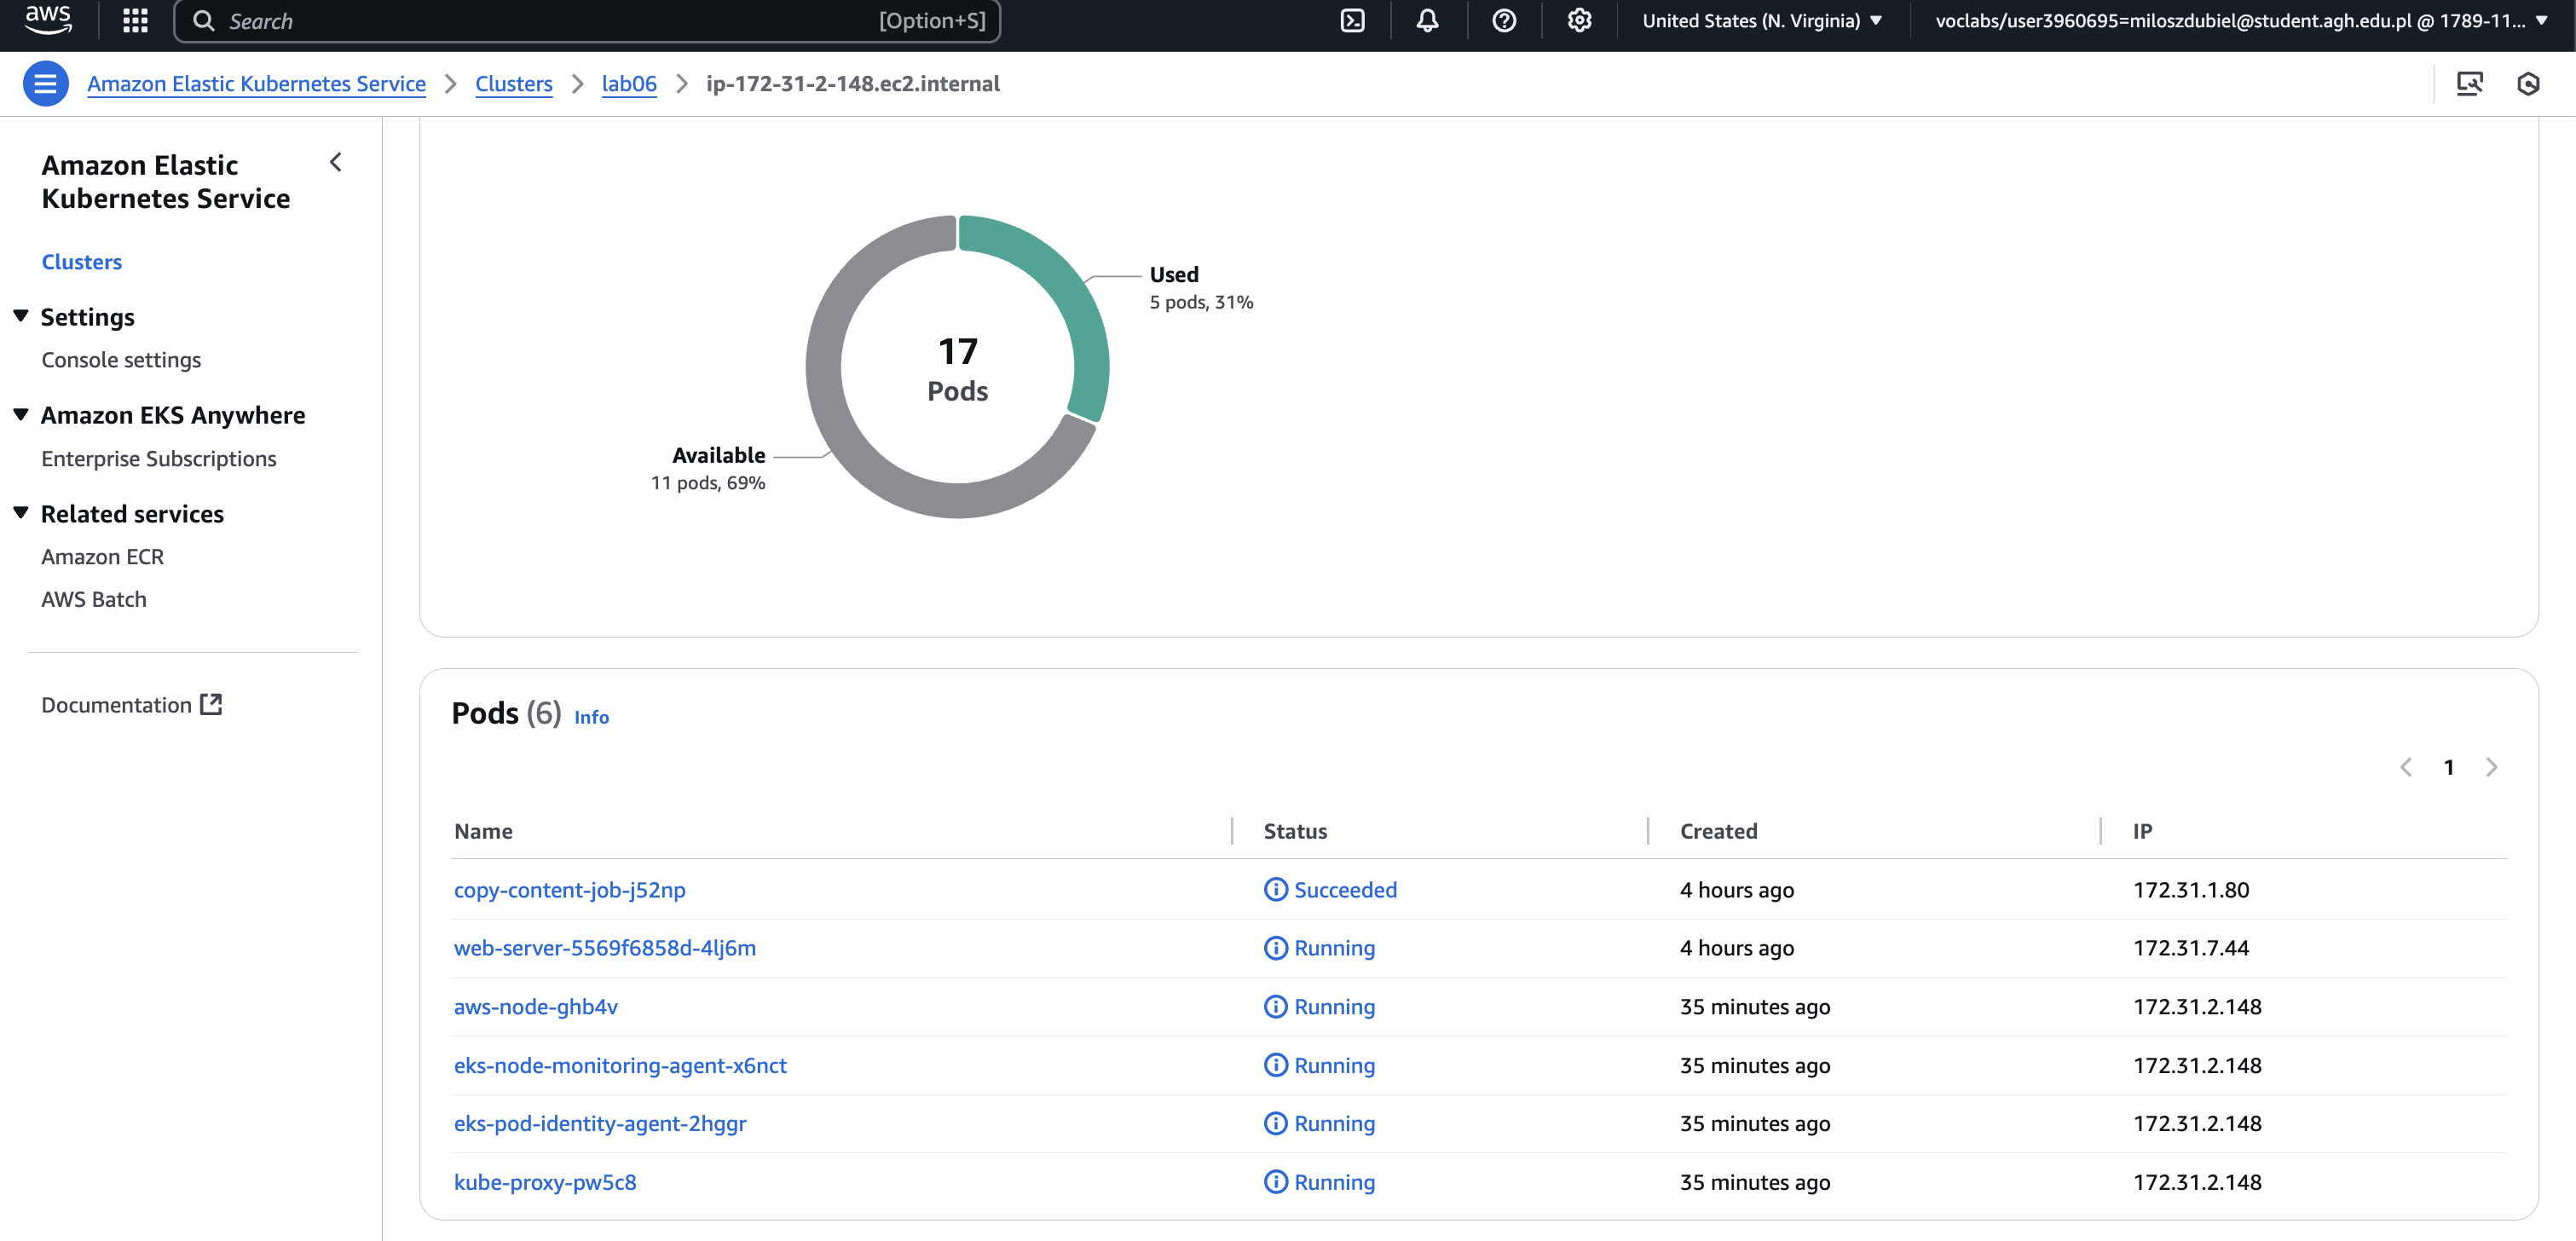 aws
Search [Option+S]
United States (N. Virginia)
voclabs/user3960695=miloszdubiel@student.agh.edu.pl @ 1789-11...
Amazon Elastic Kubernetes Service > Clusters > lab06 > ip-172-31-2-148.ec2.internal
Amazon Elastic
Kubernetes Service
Clusters
Settings
Console settings
Amazon EKS Anywhere
Enterprise Subscriptions
Related services
Amazon ECR
AWS Batch
Documentation
Used
5 pods, 31%
17
Pods
Available
11 pods, 69%
Pods (6) Info
1
Name Status Created IP
copy-content-job-j52np Succeeded 4 hours ago 172.31.1.80
web-server-5569f6858d-4lj6m Running 4 hours ago 172.31.7.44
aws-node-ghb4v Running 35 minutes ago 172.31.2.148
eks-node-monitoring-agent-x6nct Running 35 minutes ago 172.31.2.148
eks-pod-identity-agent-2hggr Running 35 minutes ago 172.31.2.148
kube-proxy-pw5c8 Running 35 minutes ago 172.31.2.148